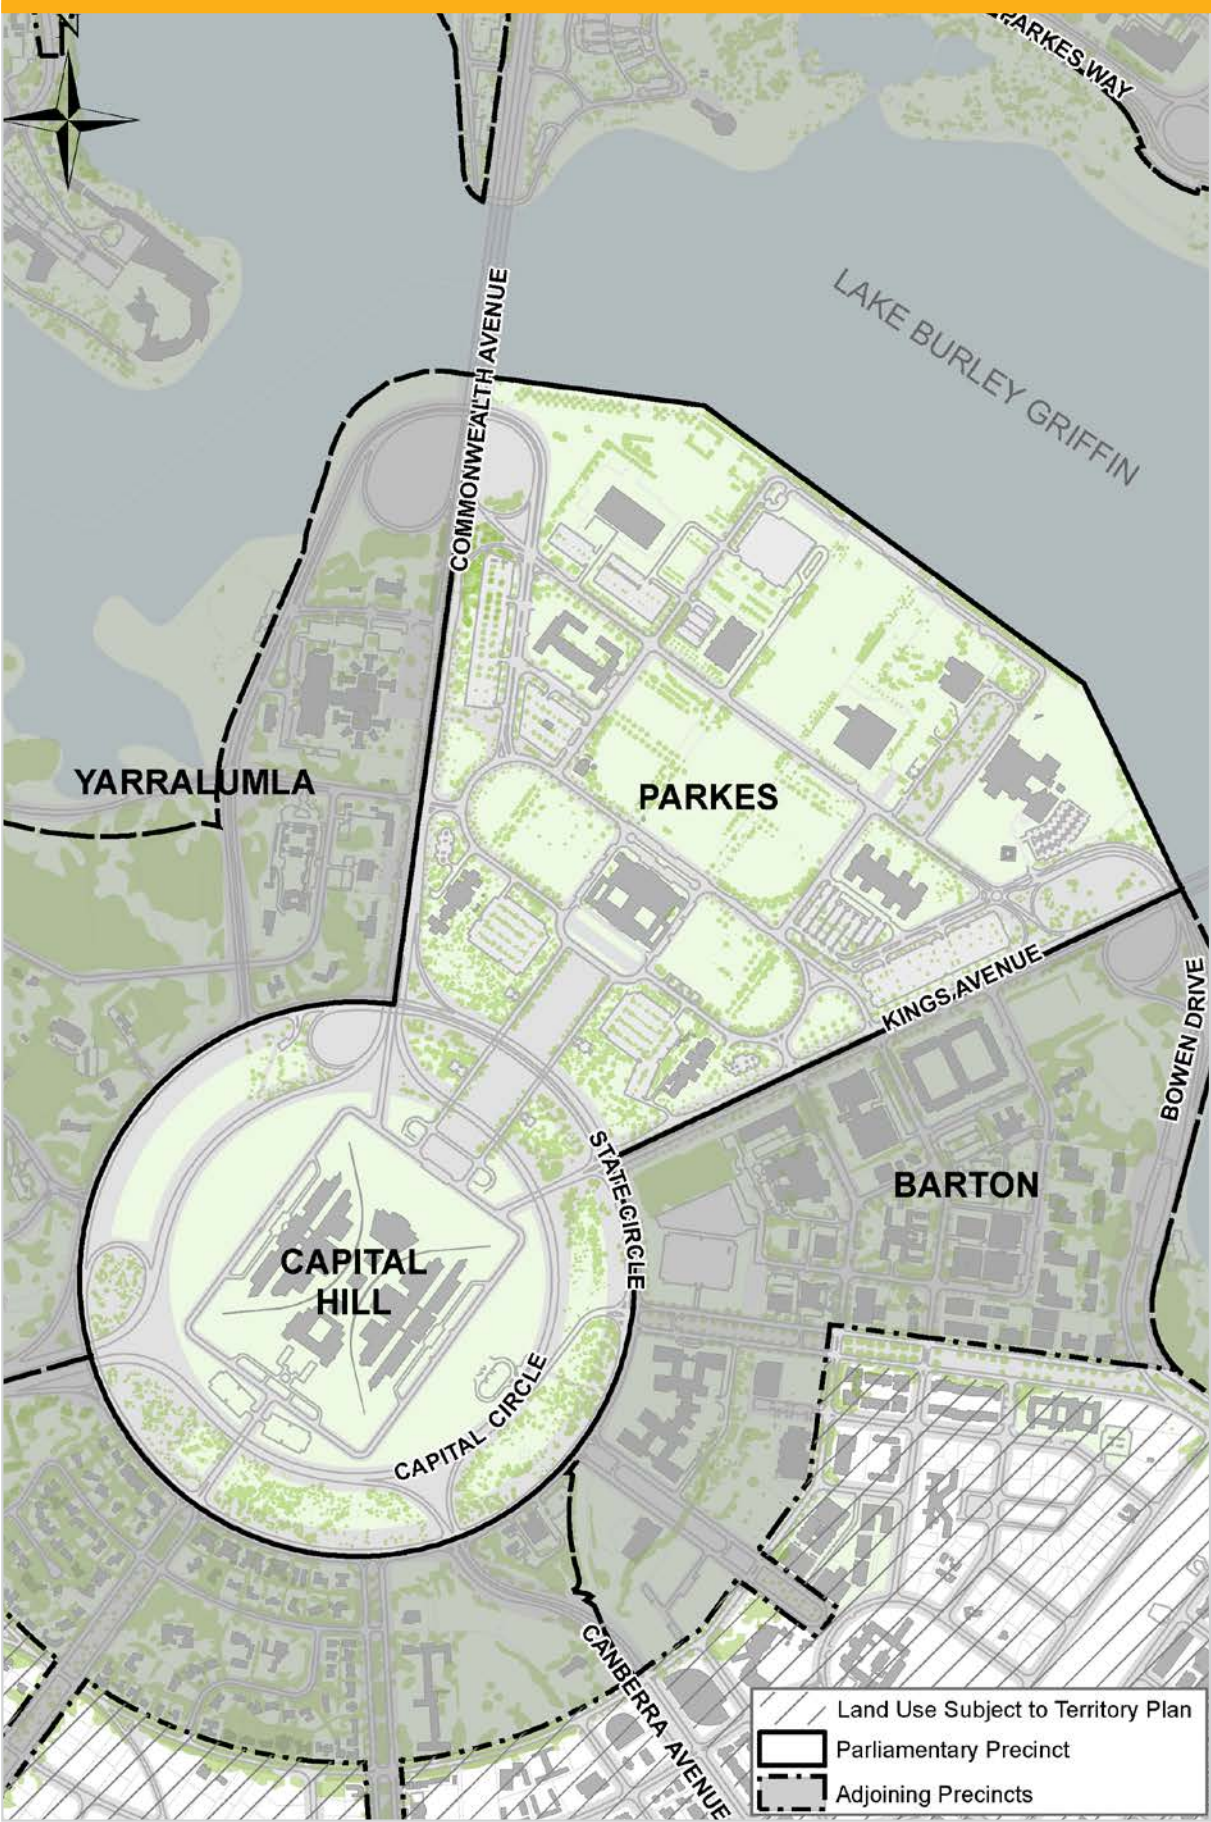 N
PARKES WAY
LAKE BURLEY GRIFFIN
COMMONWEALTH AVENUE
YARRALUMLA
PARKES
KINGS AVENUE
BOWEN DRIVE
STATE CIRCLE
BARTON
CAPITAL
HILL
CAPITAL CIRCLE
CANBERRA AVENUE
Land Use Subject to Territory Plan
Parliamentary Precinct
Adjoining Precincts